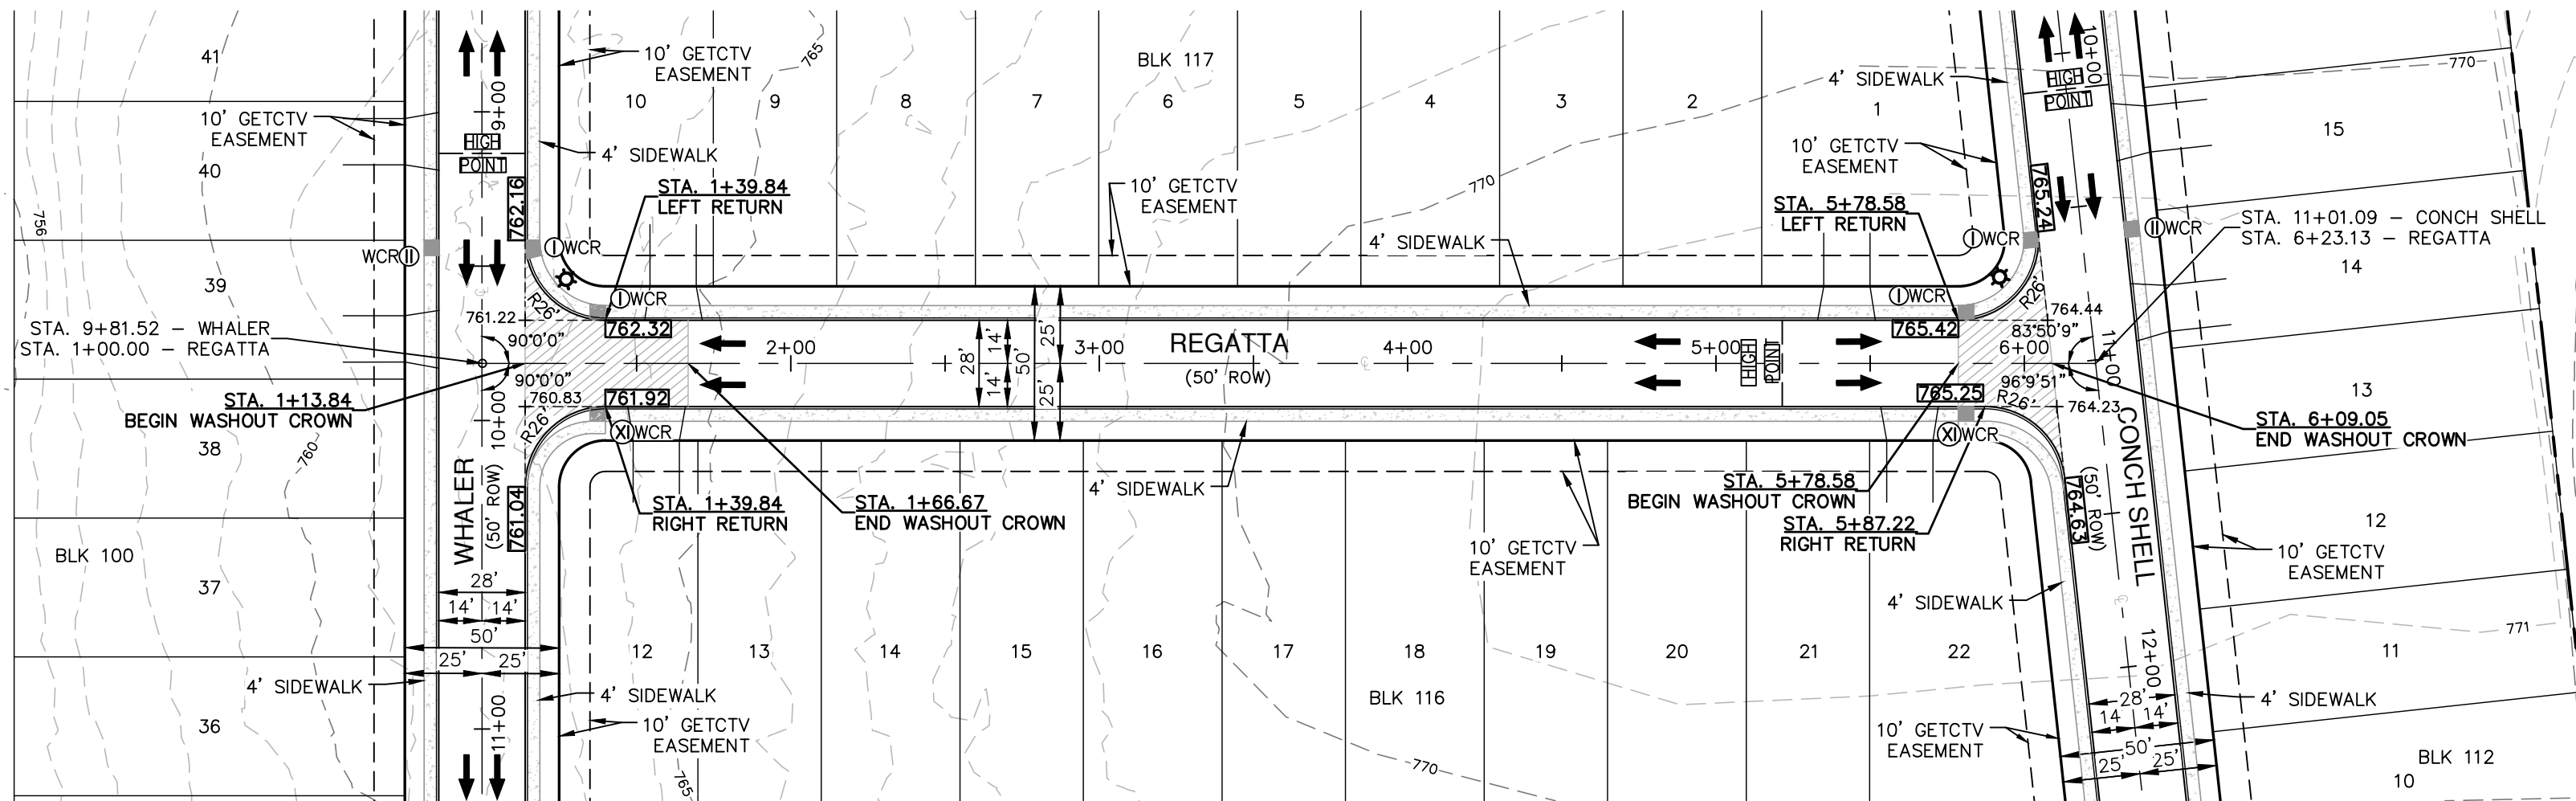 41
10' GETCTV
EASEMENT
40
756
39
STA. 9+81.52 – WHALER
STA. 1+00.00 – REGATTA
STA. 1+13.84
BEGIN WASHOUT CROWN
38
760
BLK 100
37
36
4' SIDEWALK
WCR II
9+00
HIGH
POINT
762.16
10+00
WHALER
(50' ROW)
761.04
28'
14'
14'
50'
25'
25'
11+00
10' GETCTV
EASEMENT
4' SIDEWALK
I WCR
R26'
761.22
90°0'0"
90°0'0"
760.83
R26'
I WCR
762.32
761.92
XI WCR
STA. 1+39.84
LEFT RETURN
STA. 1+39.84
RIGHT RETURN
STA. 1+66.67
END WASHOUT CROWN
765
BLK 117
10
9
8
7
6
5
4
3
2
1
770
10' GETCTV
EASEMENT
4' SIDEWALK
2+00
28'
14'
14'
50'
25'
25'
3+00
REGATTA
(50' ROW)
4+00
5+00
HIGH
POINT
4' SIDEWALK
10' GETCTV
EASEMENT
STA. 5+78.58
LEFT RETURN
I WCR
I WCR
R26'
765.42
765.24
764.44
83°50'9"
6+00
96°9'51"
R26'
764.23
765.25
XI WCR
STA. 5+78.58
BEGIN WASHOUT CROWN
STA. 5+87.22
RIGHT RETURN
4' SIDEWALK
10' GETCTV
EASEMENT
12
13
14
15
16
17
18
19
20
21
22
BLK 116
765
770
4' SIDEWALK
10' GETCTV
EASEMENT
4' SIDEWALK
10' GETCTV
EASEMENT
10+00
HIGH
POINT
II WCR
STA. 11+01.09 – CONCH SHELL
STA. 6+23.13 – REGATTA
11+00
CONCH SHELL
(50' ROW)
764.63
12+00
28'
14'
14'
50'
25'
25'
STA. 6+09.05
END WASHOUT CROWN
10' GETCTV
EASEMENT
4' SIDEWALK
770
15
14
13
12
771
11
BLK 112
10